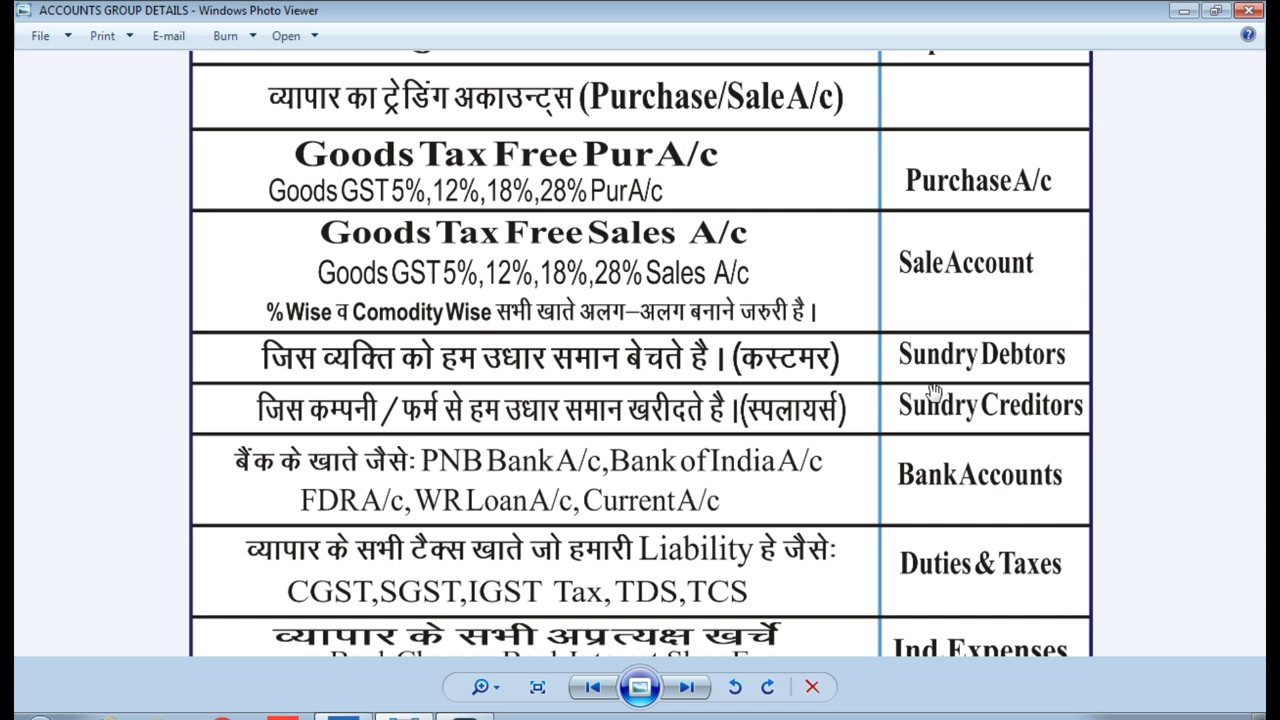 ACCOUNTS GROUP DETAILS - Windows Photo Viewer
File Print E-mail Burn Open
व्यापार का ट्रेडिंग अकाउन्ट्स (Purchase/Sale A/c)
Goods Tax Free Pur A/c
Goods GST 5%,12%,18%,28% Pur A/c
Purchase A/c
Goods Tax Free Sales A/c
Goods GST 5%,12%,18%,28% Sales A/c
% Wise व Comodity Wise सभी खाते अलग–अलग बनाने जरुरी है।
Sale Account
जिस व्यक्ति को हम उधार समान बेचते है। (कस्टमर)
Sundry Debtors
जिस कम्पनी / फर्म से हम उधार समान खरीदते है।(स्पलायर्स)
Sundry Creditors
बैंक के खाते जैसेः PNB Bank A/c, Bank of India A/c
FDR A/c, WR Loan A/c, Current A/c
Bank Accounts
व्यापार के सभी टैक्स खाते जो हमारी Liability हे जैसेः
CGST,SGST,IGST Tax, TDS,TCS
Duties & Taxes
व्यापार के सभी अप्रत्यक्ष खर्चे
Ind. Expenses